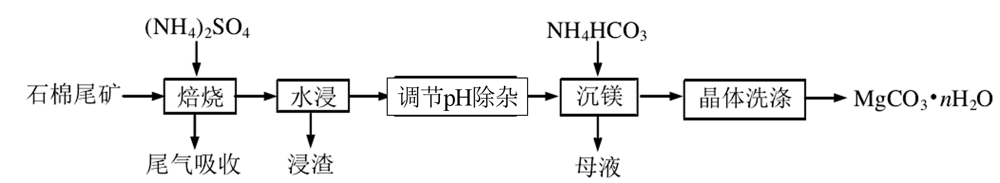 (NH₄)₂SO₄
NH₄HCO₃
石棉尾矿
焙烧
水浸
调节pH除杂
沉镁
晶体洗涤
MgCO₃•nH₂O
尾气吸收
浸渣
母液